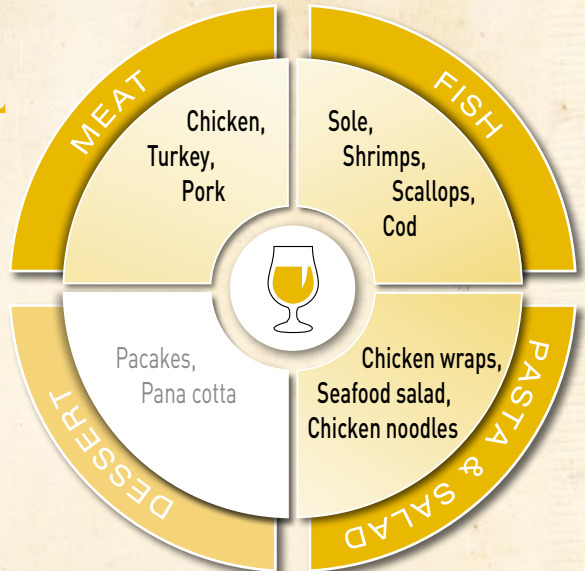 MEAT
Chicken,
Turkey,
Pork
FISH
Sole,
Shrimps,
Scallops,
Cod
DESSERT
Pacakes,
Pana cotta
PASTA & SALAD
Chicken wraps,
Seafood salad,
Chicken noodles